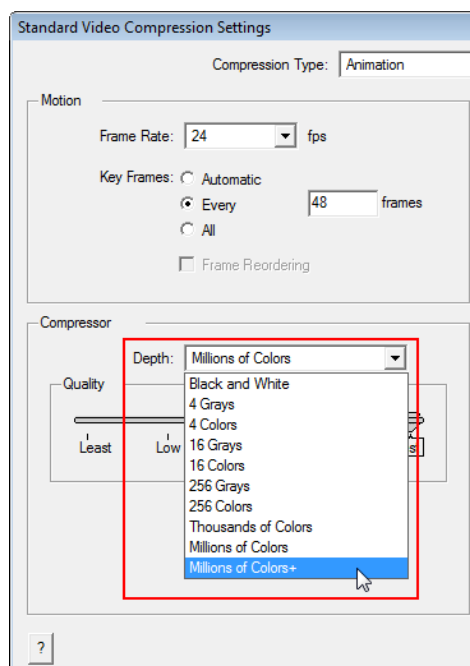 Standard Video Compression Settings
Compression Type: Animation
Motion
Frame Rate: 24 fps
Key Frames: Automatic
Every 48 frames
All
Frame Reordering
Compressor
Depth: Millions of Colors
Quality
Black and White
4 Grays
4 Colors
Least Low 16 Grays
16 Colors
256 Grays
256 Colors
Thousands of Colors
Millions of Colors
Millions of Colors+
?